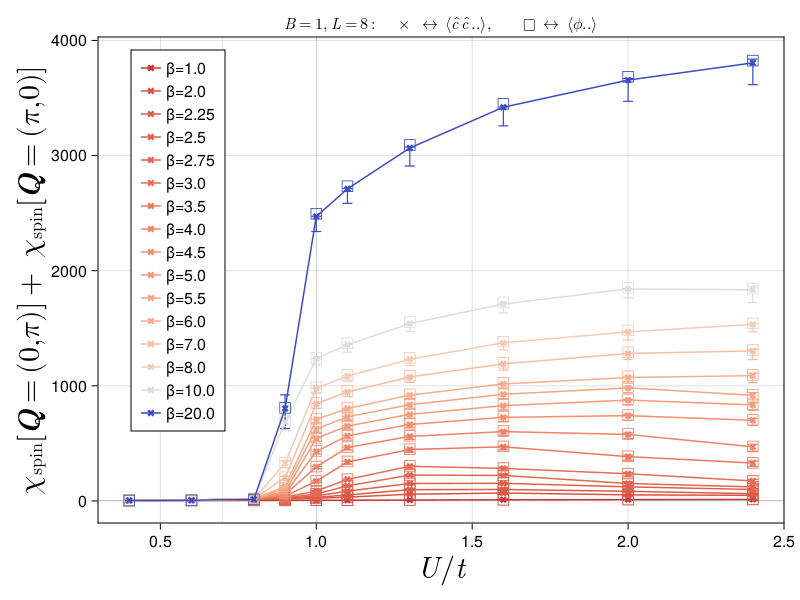 B = 1, L = 8 :   × ↔ ⟨ĉ ĉ ..⟩,   □ ↔ ⟨ϕ..⟩
χspin[Q = (0,π)] + χspin[Q = (π,0)]
4000
3000
2000
1000
0
β=1.0
β=2.0
β=2.25
β=2.5
β=2.75
β=3.0
β=3.5
β=4.0
β=4.5
β=5.0
β=5.5
β=6.0
β=7.0
β=8.0
β=10.0
β=20.0
0.5 1.0 1.5 2.0 2.5
U/t